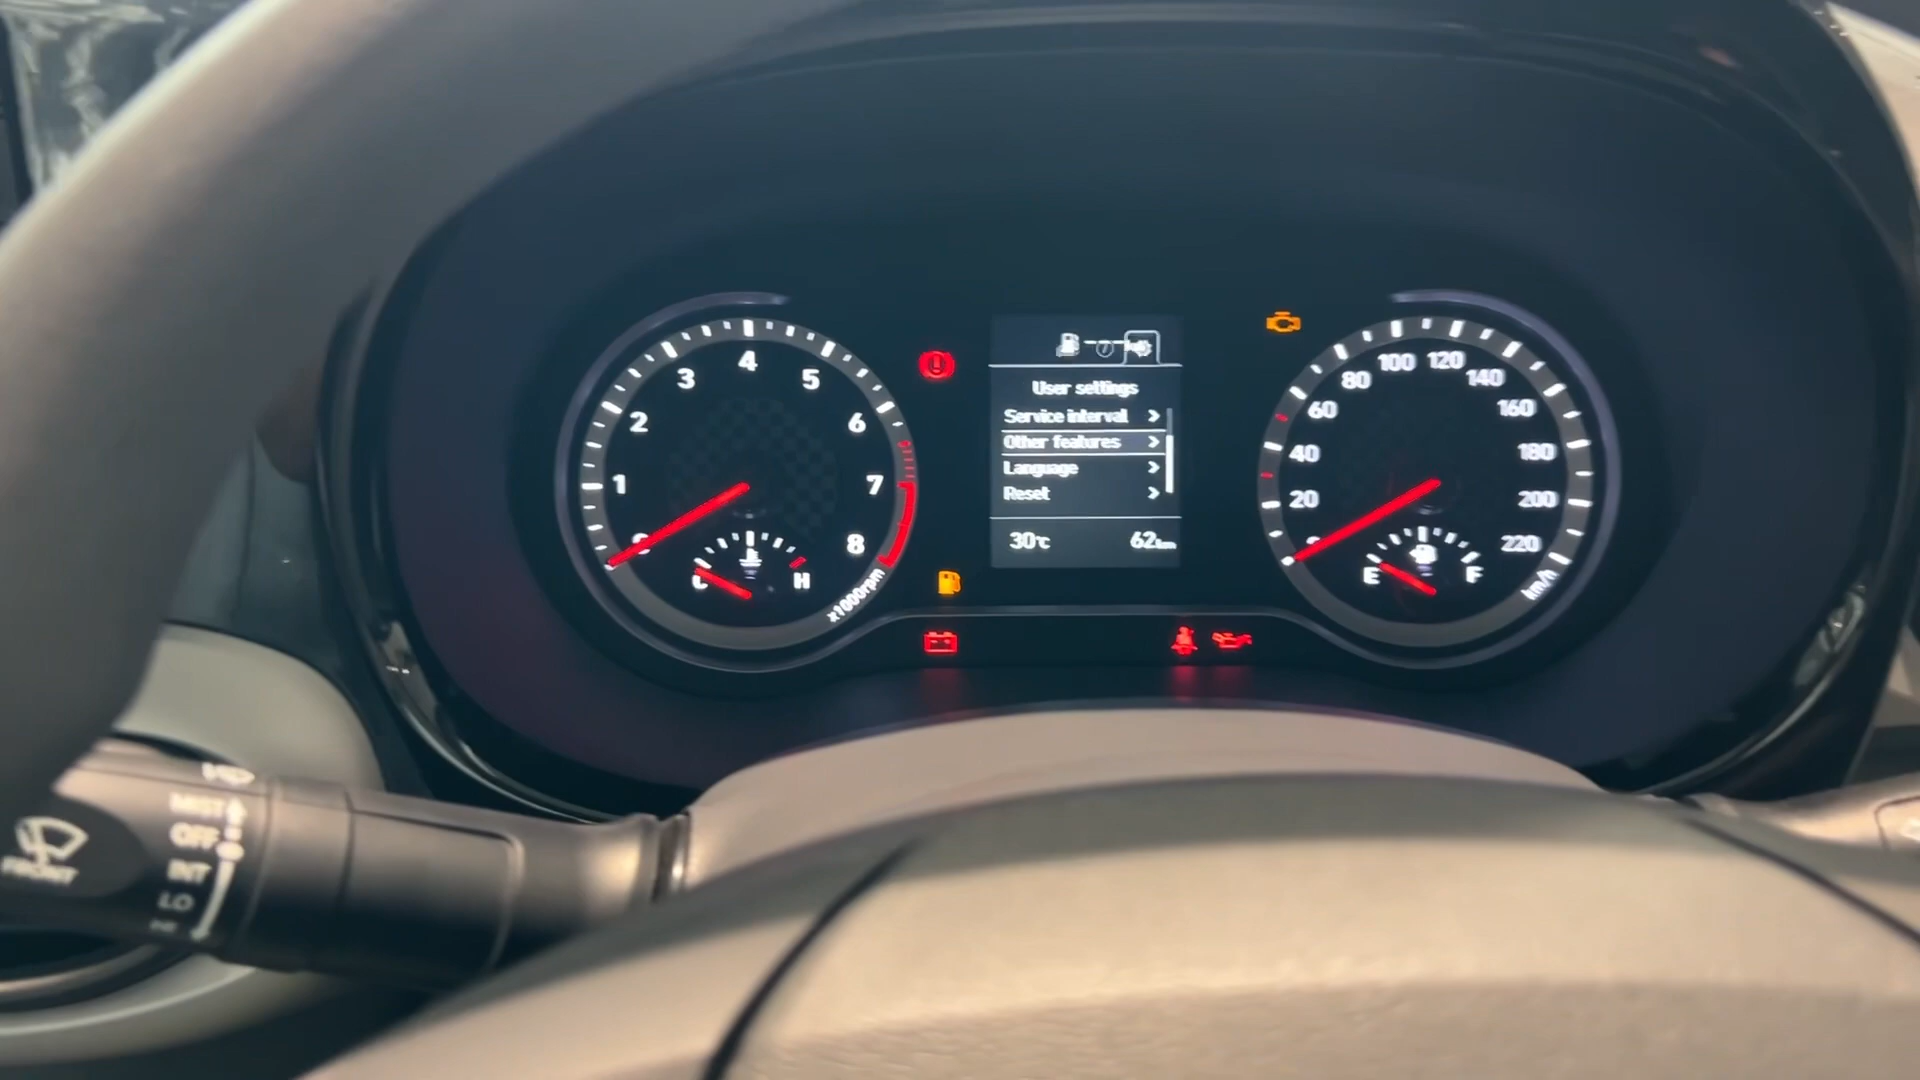 User settings
Service interval
Other features
Language
Reset
30°C
62km
1
2
3
4
5
6
7
8
x1000rpm
C
H
20
40
60
80
100
120
140
160
180
200
220
km/h
E
F
MIST
OFF
INT
LO
FRONT